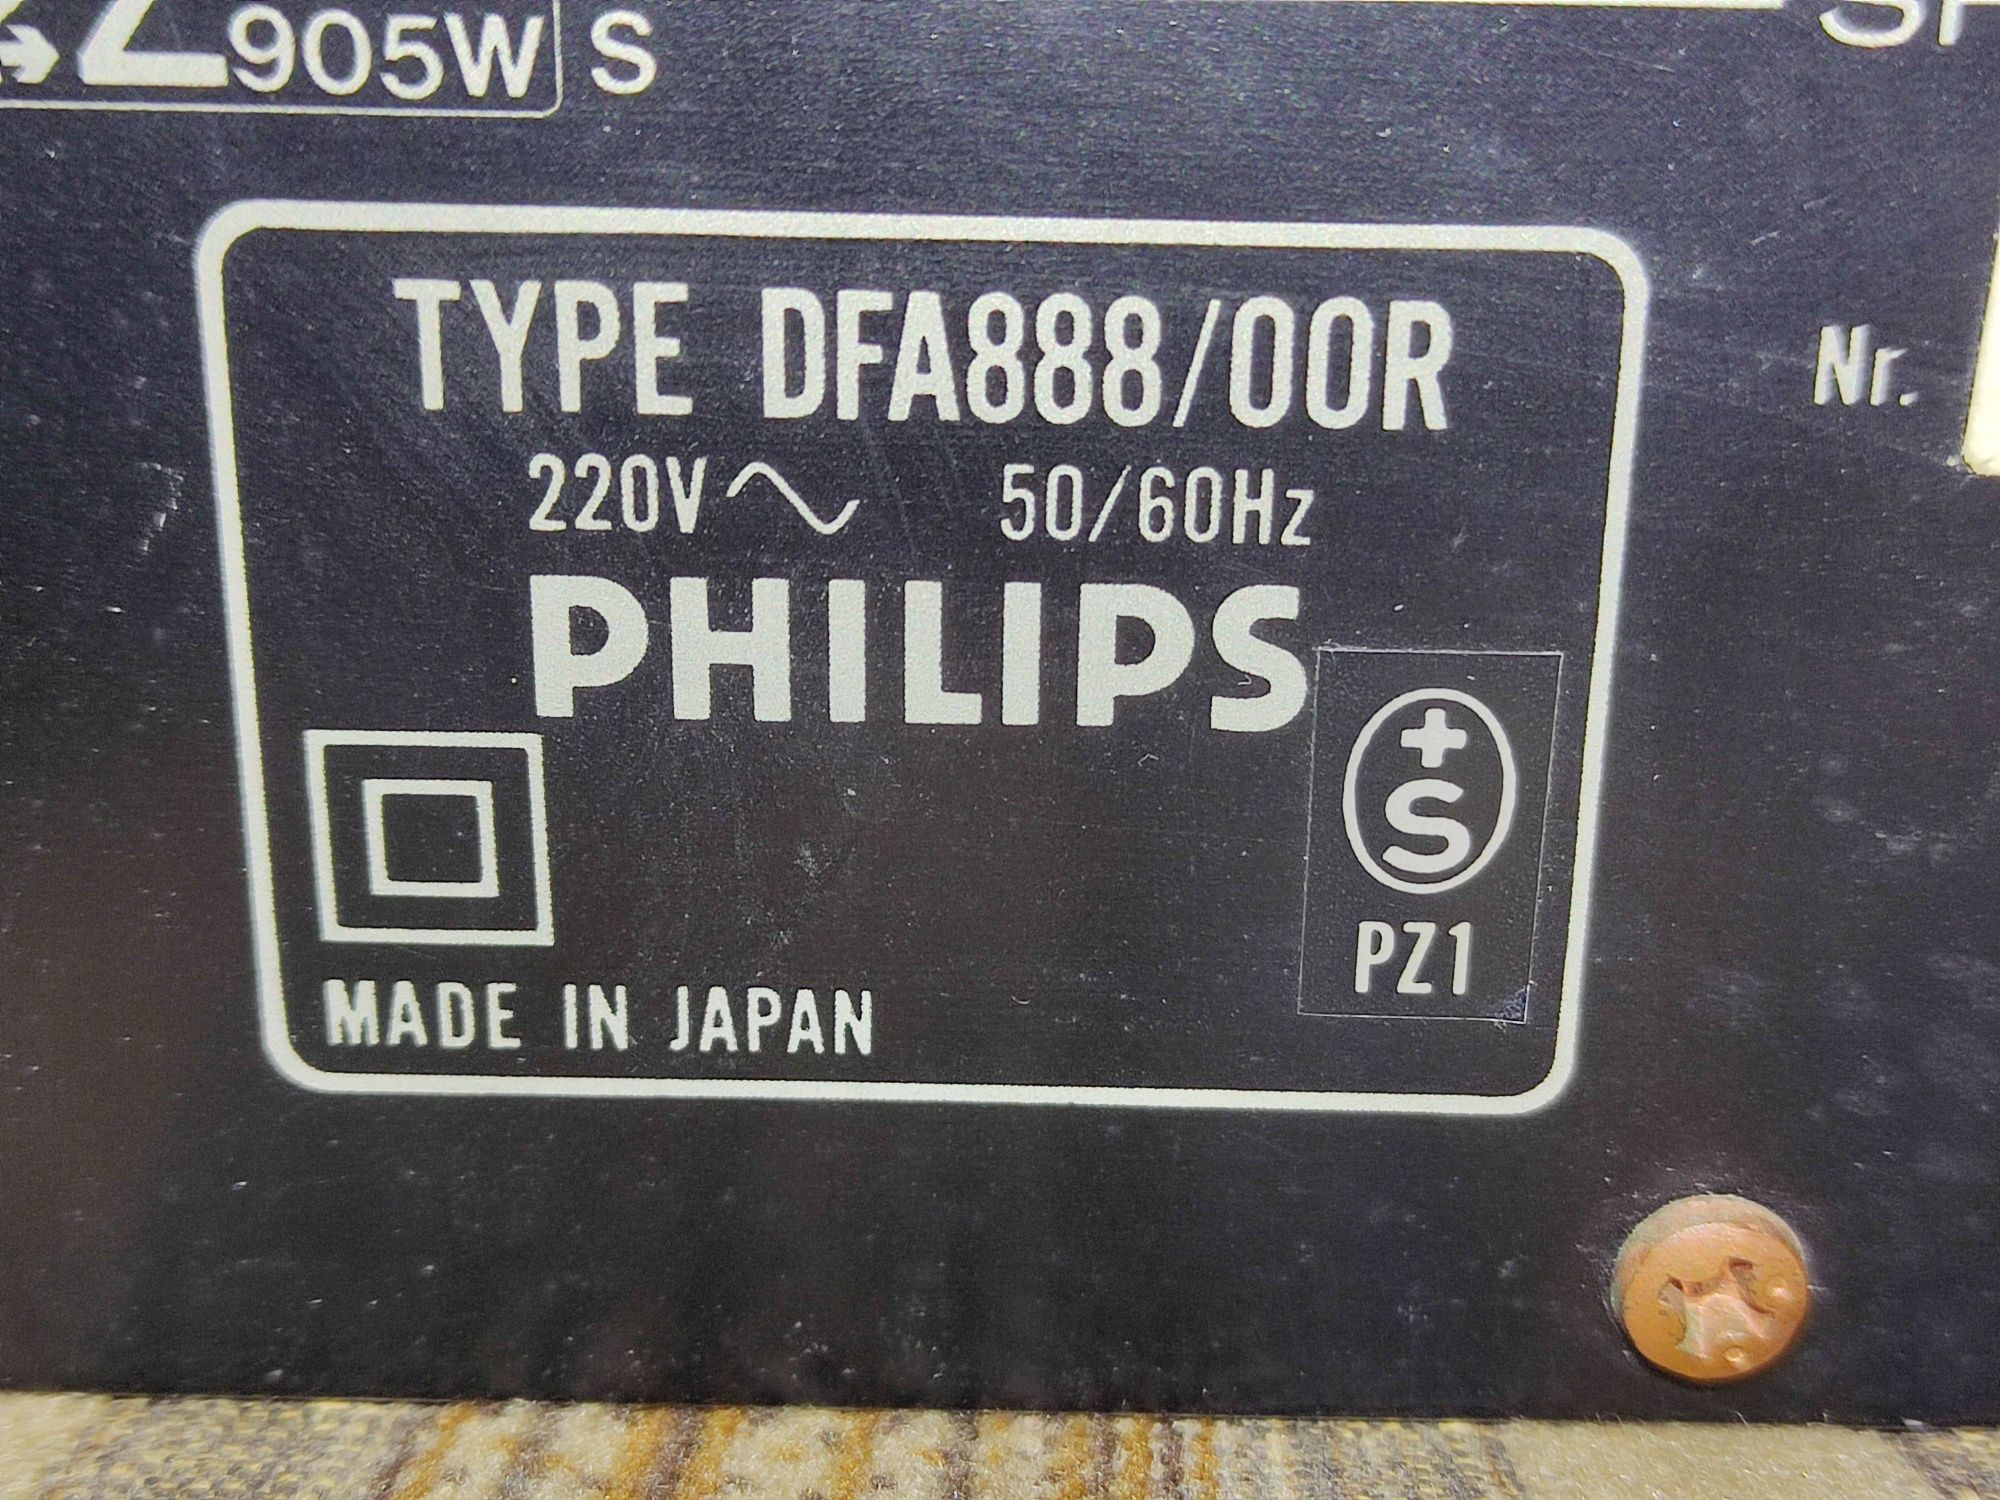 905W S
TYPE DFA888/00R
Nr.
220V 50/60Hz
PHILIPS
+
S
PZ1
MADE IN JAPAN